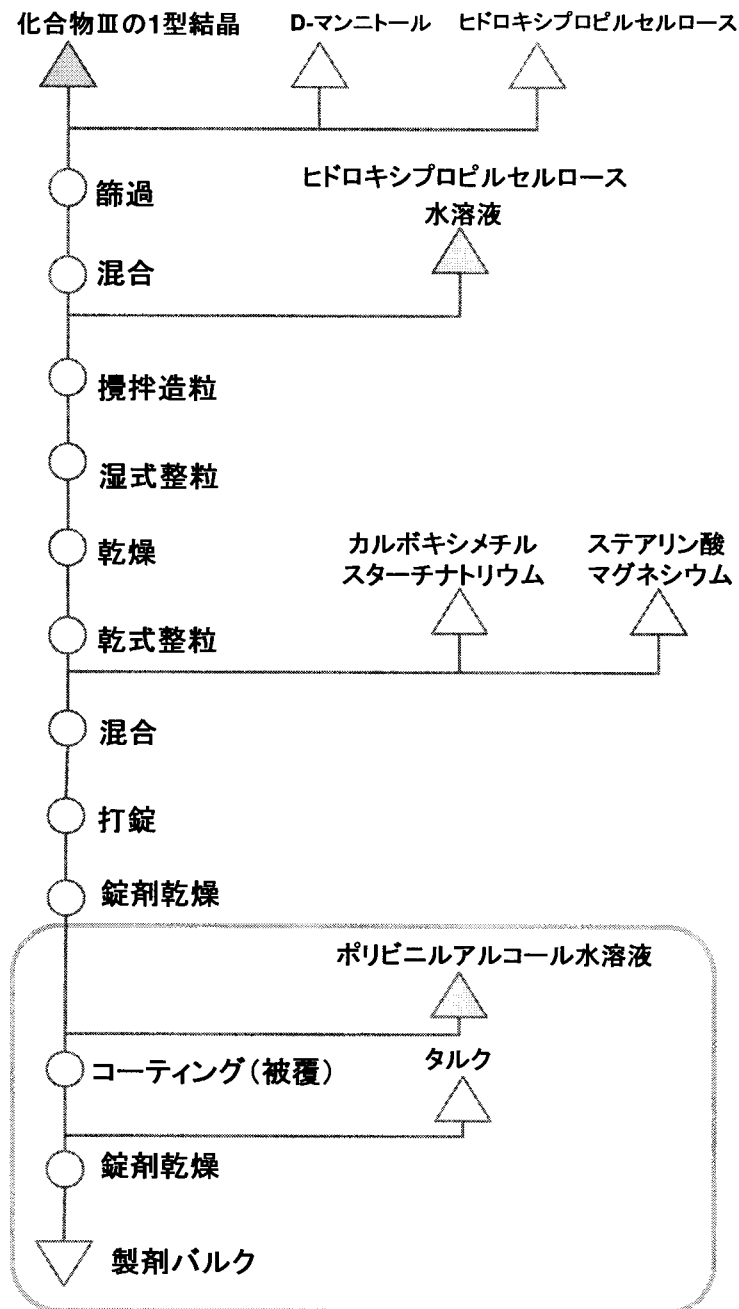 化合物Ⅲの1型結晶 D-マンニトール ヒドロキシプロピルセルロース
篩過
ヒドロキシプロピルセルロース
水溶液
混合
攪拌造粒
湿式整粒
乾燥
カルボキシメチル
スターチナトリウム
ステアリン酸
マグネシウム
乾式整粒
混合
打錠
錠剤乾燥
ポリビニルアルコール水溶液
コーティング(被覆)
タルク
錠剤乾燥
製剤バルク